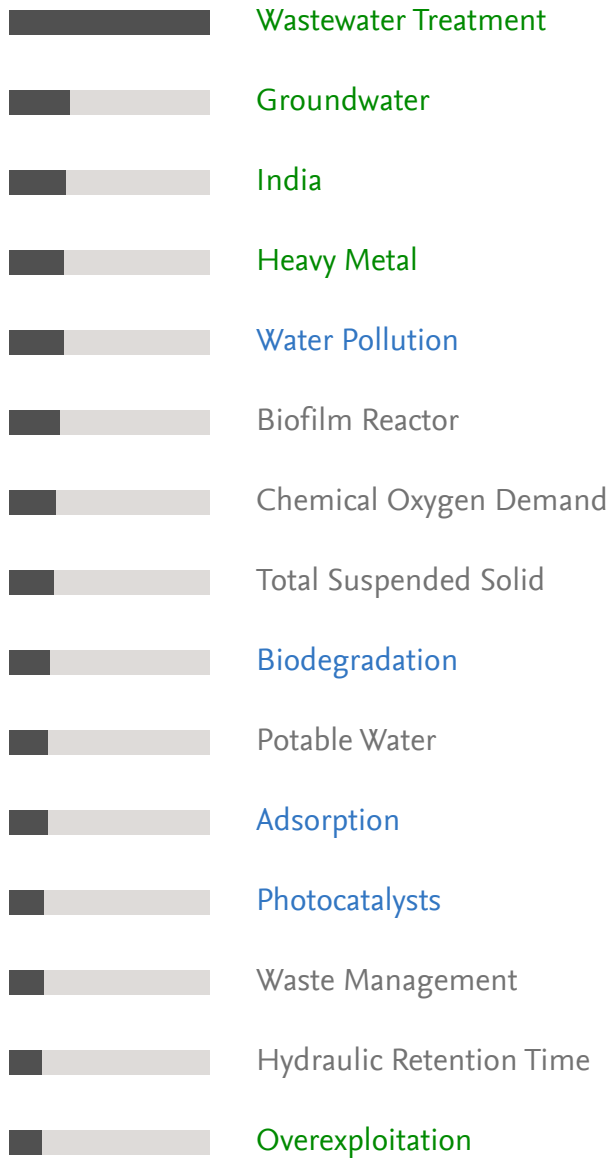 Wastewater Treatment
Groundwater
India
Heavy Metal
Water Pollution
Biofilm Reactor
Chemical Oxygen Demand
Total Suspended Solid
Biodegradation
Potable Water
Adsorption
Photocatalysts
Waste Management
Hydraulic Retention Time
Overexploitation